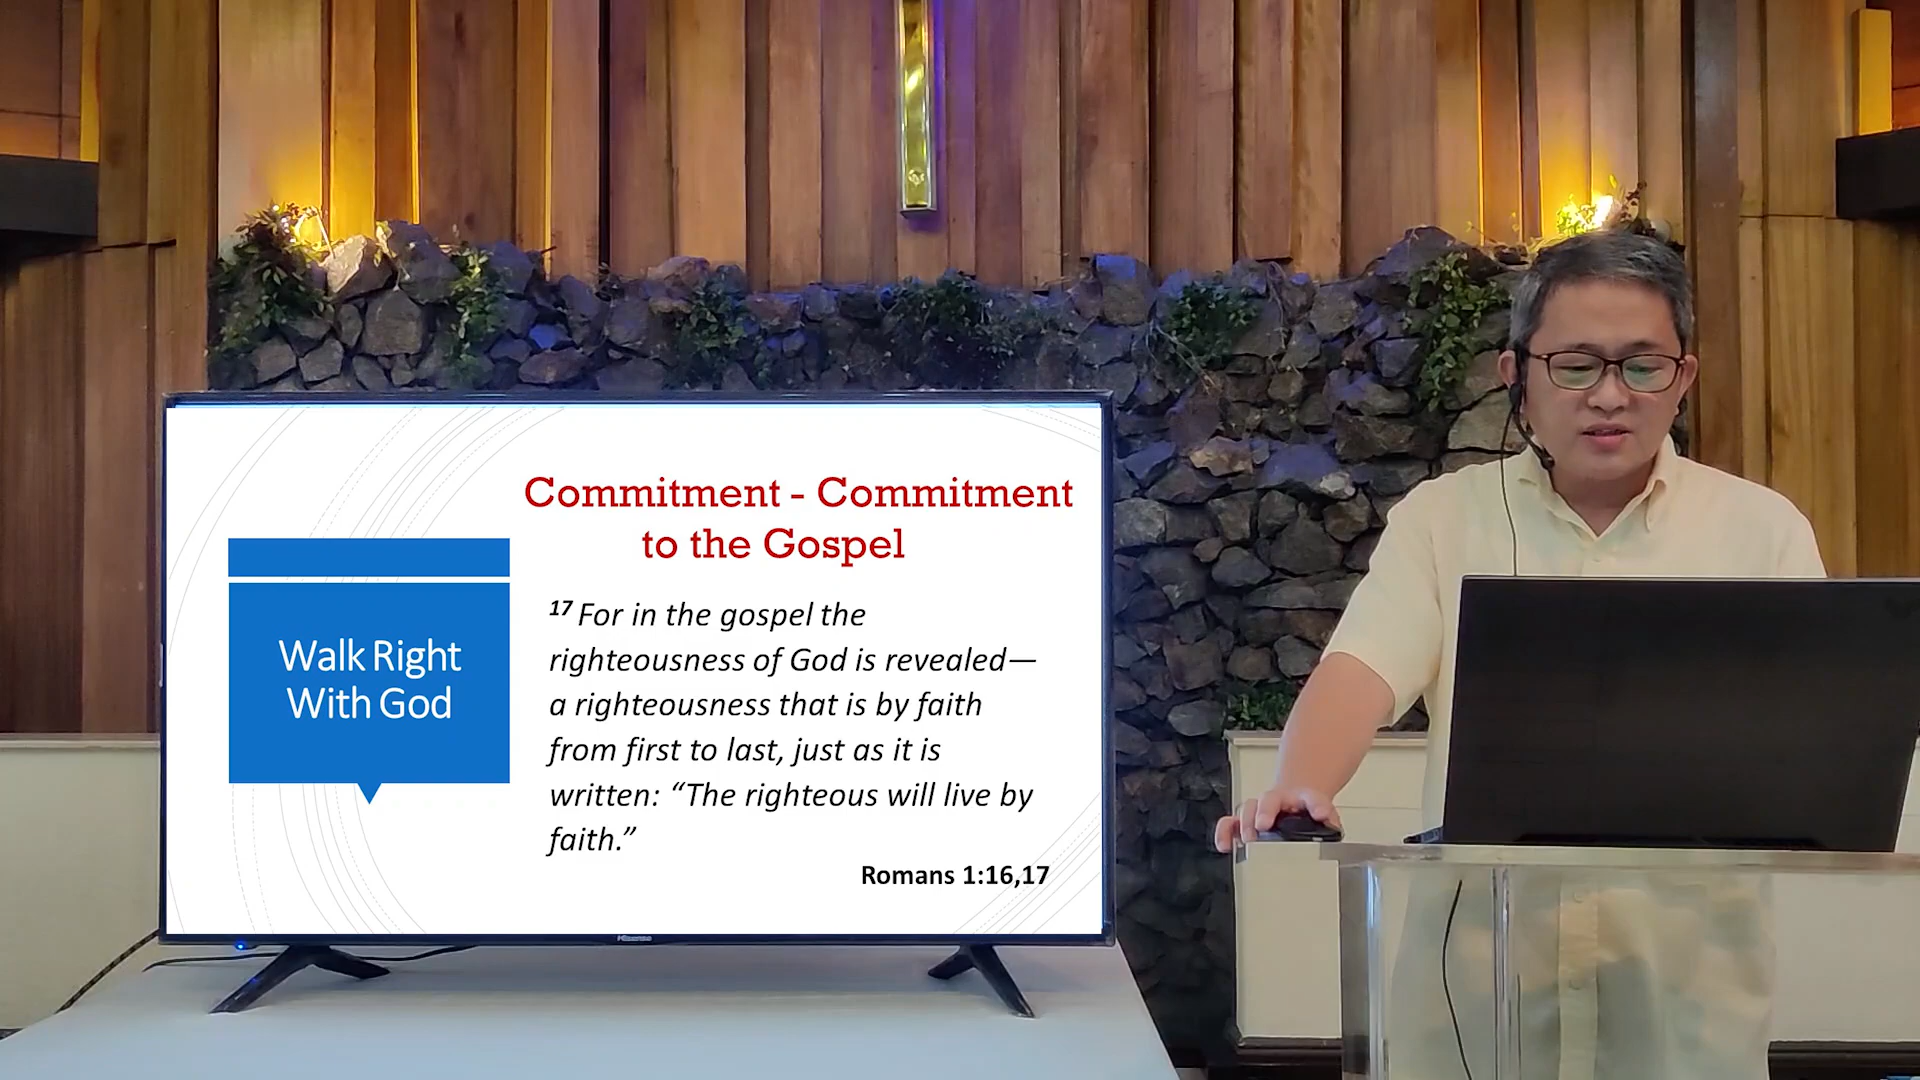 Commitment - Commitment
to the Gospel
Walk Right
With God
17 For in the gospel the
righteousness of God is revealed—
a righteousness that is by faith
from first to last, just as it is
written: “The righteous will live by
faith.”
Romans 1:16,17
Hisense